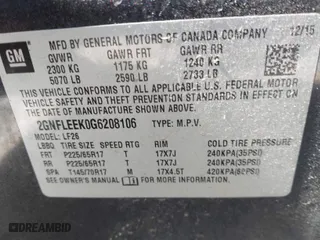 GM
MFD BY GENERAL MOTORS OF CANADA COMPANY 12/15
GVWR GAWR FRT GAWR RR
2300 KG 1175 KG 1240 KG
5070 LB 2590 LB 2733 LB
THIS VEHICLE CONFORMS TO ALL APPLICABLE U.S. FEDERAL MOTOR
VEHICLE SAFETY, BUMPER, AND THEFT PREVENTION
STANDARDS IN EFFECT ON THE
DATE OF MANUFACTURE SHOWN ABOVE.
2GNFLEEK0G6208106 TYPE: M.P.V.
MODEL: LF26
LBBQ TIRE SIZE SPEED RTG RIM COLD TIRE PRESSURE
FRT P225/65R17 T 17X7J 240KPA(35PSI)
RR P225/65R17 T 17X7J 240KPA(35PSI)
SPA T145/70R17 M 17X4.5T 420KPA(60PSI)
SEE OWNER'S MANUAL FOR ADDITIONAL INFORMATION.
© DriveBidAutoHistory